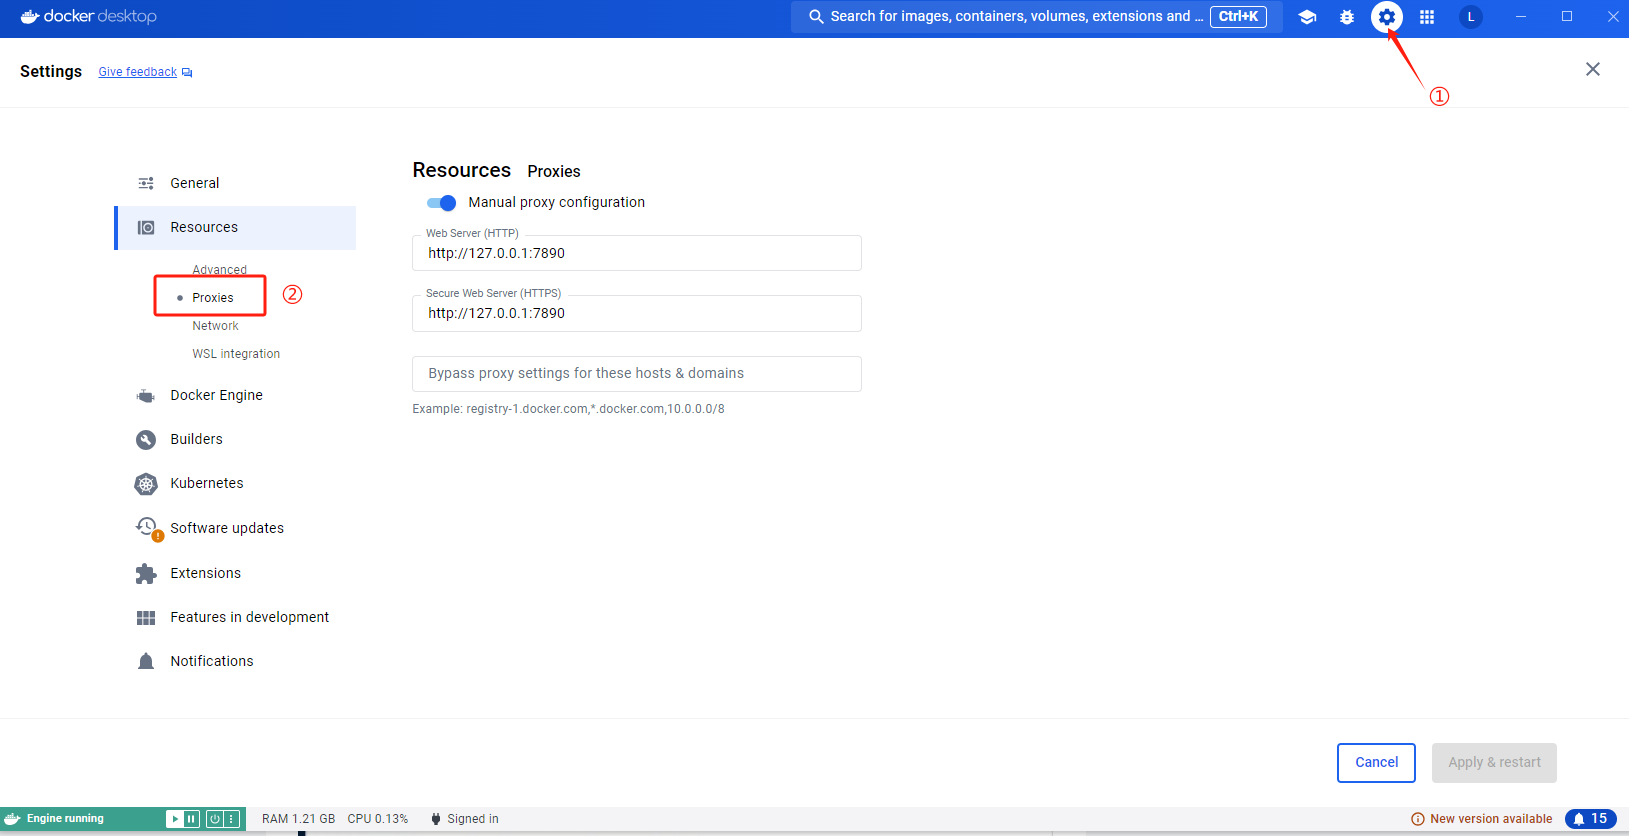 docker desktop
Search for images, containers, volumes, extensions and ... Ctrl+K
L
Settings Give feedback
①
General
Resources
Advanced
Proxies ②
Network
WSL integration
Docker Engine
Builders
Kubernetes
Software updates
Extensions
Features in development
Notifications
Resources Proxies
Manual proxy configuration
Web Server (HTTP)
http://127.0.0.1:7890
Secure Web Server (HTTPS)
http://127.0.0.1:7890
Bypass proxy settings for these hosts & domains
Example: registry-1.docker.com,*.docker.com,10.0.0.0/8
Cancel Apply & restart
Engine running RAM 1.21 GB CPU 0.13% Signed in New version available 15